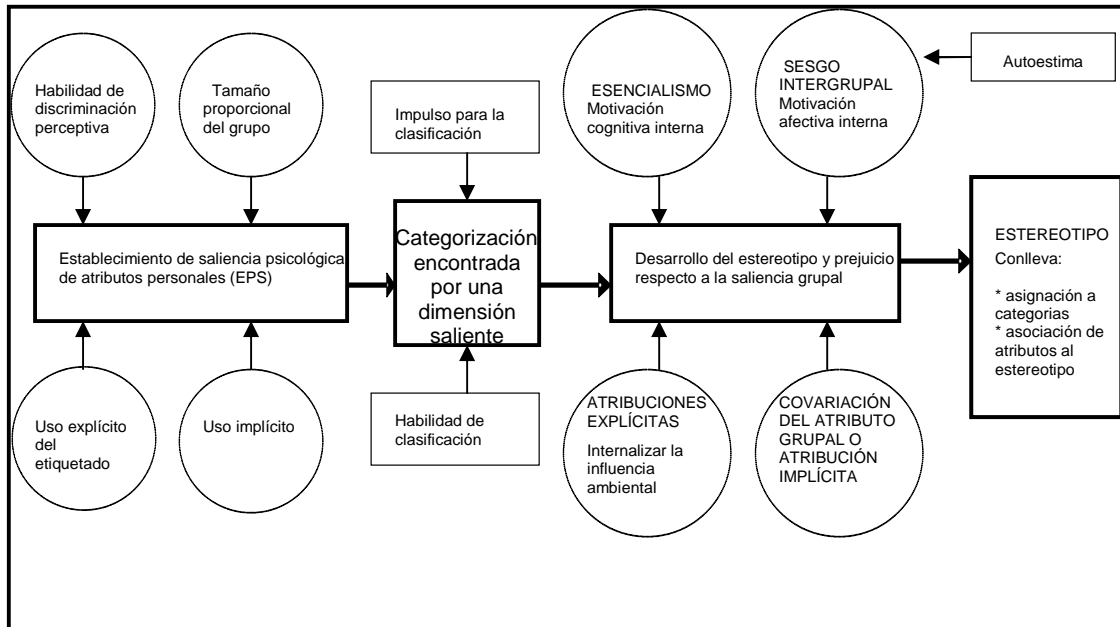 Habilidad de
discriminación
perceptiva
Tamaño
proporcional
del grupo
Impulso para la
clasificación
ESENCIALISMO
Motivación
cognitiva interna
SESGO
INTERGRUPAL
Motivación
afectiva interna
Autoestima
Establecimiento de saliencia psicológica
de atributos personales (EPS)
Categorización
encontrada
por una
dimensión
saliente
Desarrollo del estereotipo y prejuicio
respecto a la saliencia grupal
ESTEREOTIPO
Conlleva:
* asignación a
categorias
* asociación de
atributos al
estereotipo
Uso explícito
del
etiquetado
Uso implícito
Habilidad de
clasificación
ATRIBUCIONES
EXPLÍCITAS
Internalizar la
influencia
ambiental
COVARIACIÓN
DEL ATRIBUTO
GRUPAL O
ATRIBUCIÓN
IMPLÍCITA